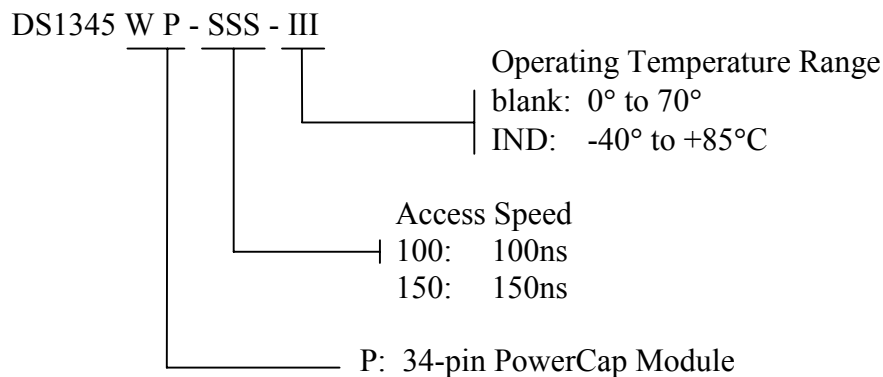 DS1345 W P - SSS - III
Operating Temperature Range
blank: 0° to 70°
IND: -40° to +85°C
Access Speed
100: 100ns
150: 150ns
P: 34-pin PowerCap Module